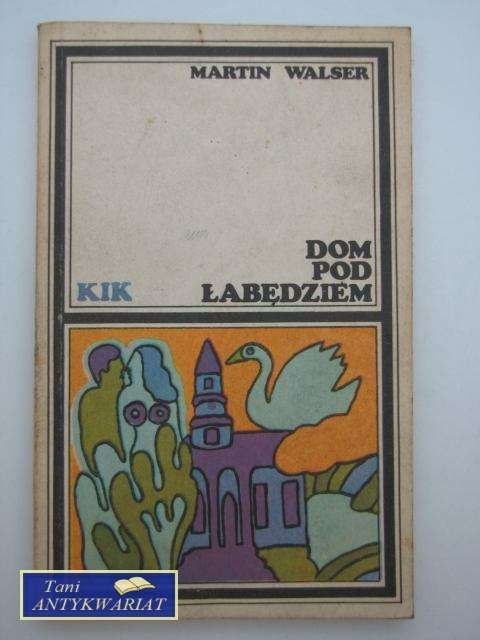 MARTIN WALSER
DOM
POD
KIK ŁABĘDZIEM
Tani
ANTYKWARIAT